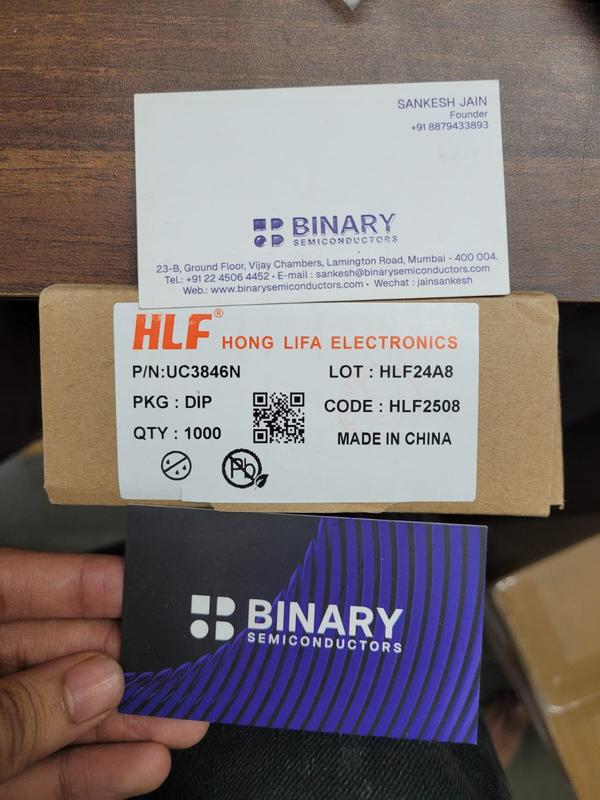 SANKESH JAIN
Founder
+91 8879433893
BINARY
SEMICONDUCTORS
23-B, Ground Floor, Vijay Chambers, Lamington Road, Mumbai - 400 004.
Tel.: +91 22 4506 4452 • E-mail : sankesh@binarysemiconductors.com
Web.: www.binarysemiconductors.com • Wechat : jainsankesh
HLF® HONG LIFA ELECTRONICS
P/N:UC3846N LOT : HLF24A8
PKG : DIP CODE : HLF2508
QTY : 1000 MADE IN CHINA
Pb
BINARY
SEMICONDUCTORS